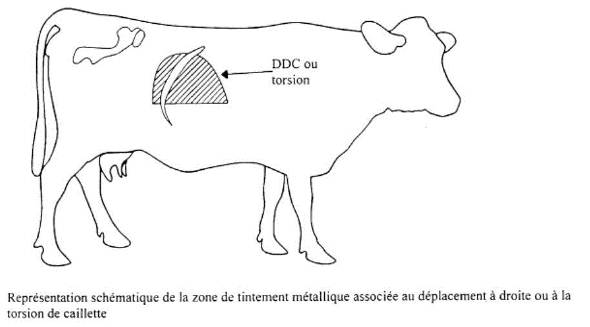 DDC ou
torsion
Représentation schématique de la zone de tintement métallique associée au déplacement à droite ou à la
torsion de caillette